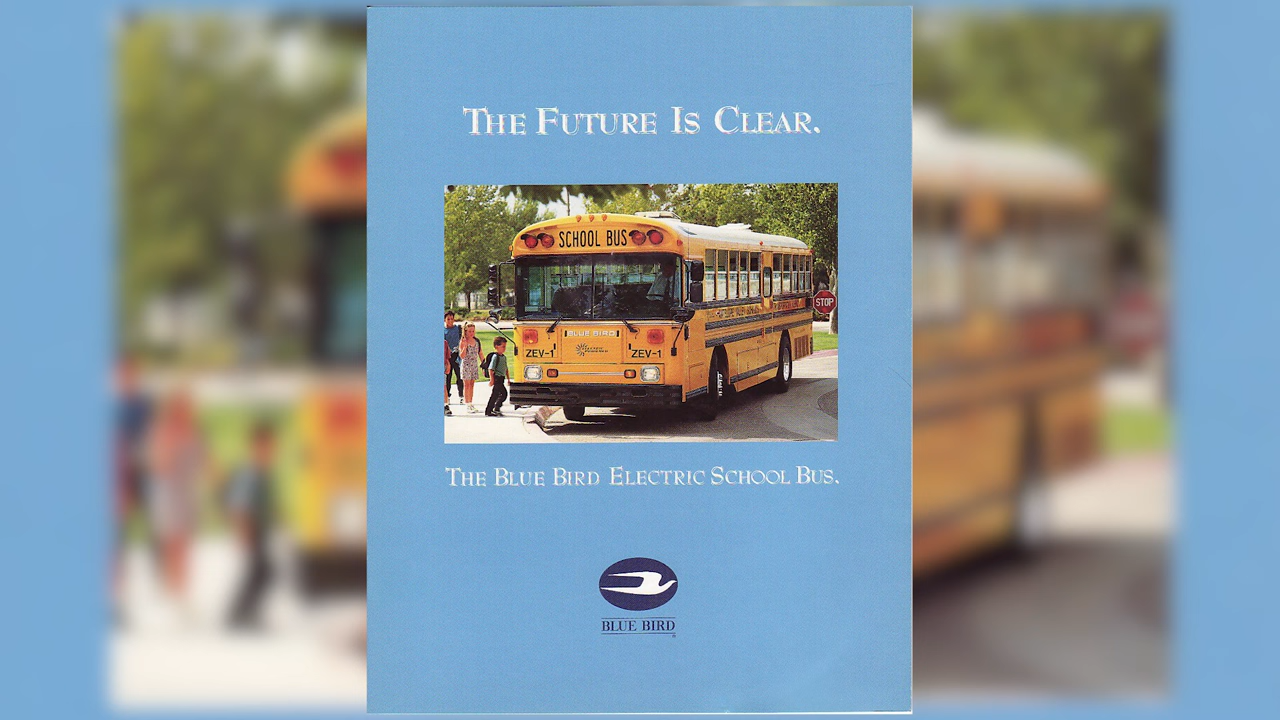 The Future Is Clear.
SCHOOL BUS
STOP
BLUE BIRD
ZEV-1
ZEV-1
The Blue Bird Electric School Bus.
BLUE BIRD